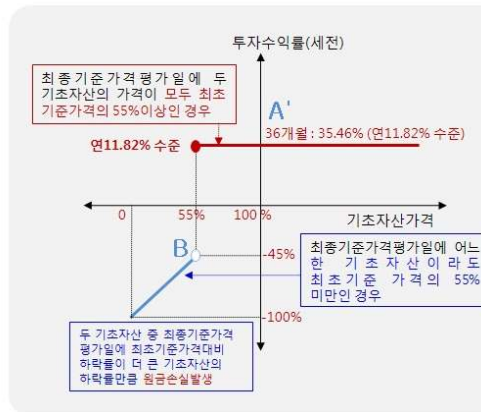 투자수익률(세전)
최종기준가격평가일에 두
기초자산의 가격이 모두 최초
기준가격의 55%이상인 경우
A'
36개월 : 35.46% (연11.82% 수준)
연11.82% 수준
0
55%
100 %
기초자산가격
B
-45%
최종기준가격평가일에 어느
한 기초자산이라도
최초기준 가격의 55%
미만인경우
-100%
두 기초자산 중 최종기준가격
평가일에 최초기준가격대비
하락률이 더 큰 기초자산의
하락률만큼 원금손실발생